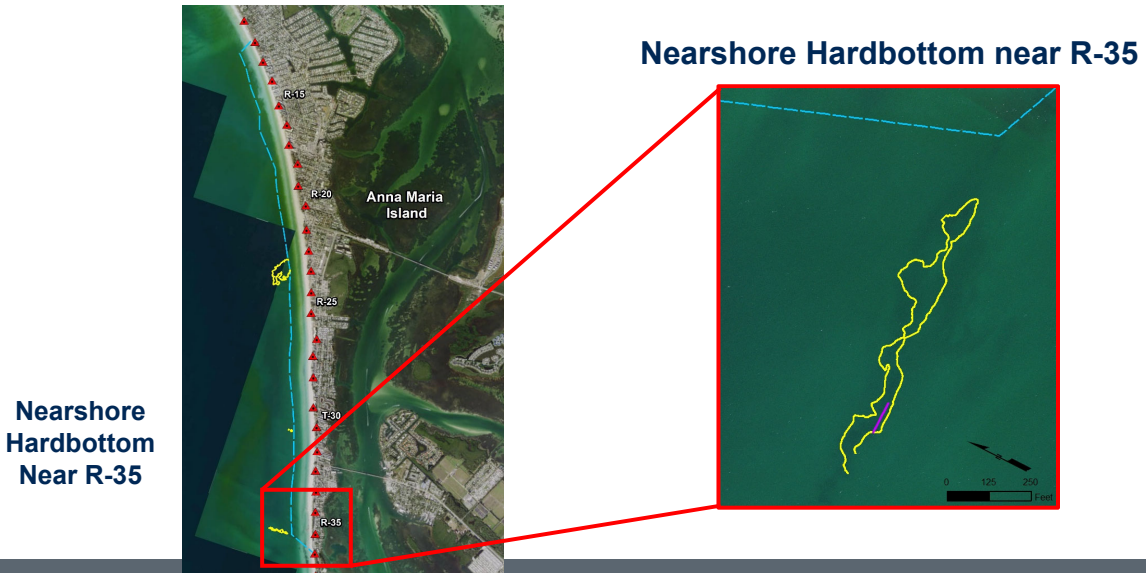 Nearshore Hardbottom near R-35
R-15
R-20
Anna Maria
Island
R-25
T-30
R-35
Nearshore
Hardbottom
Near R-35
0 125 250
Feet